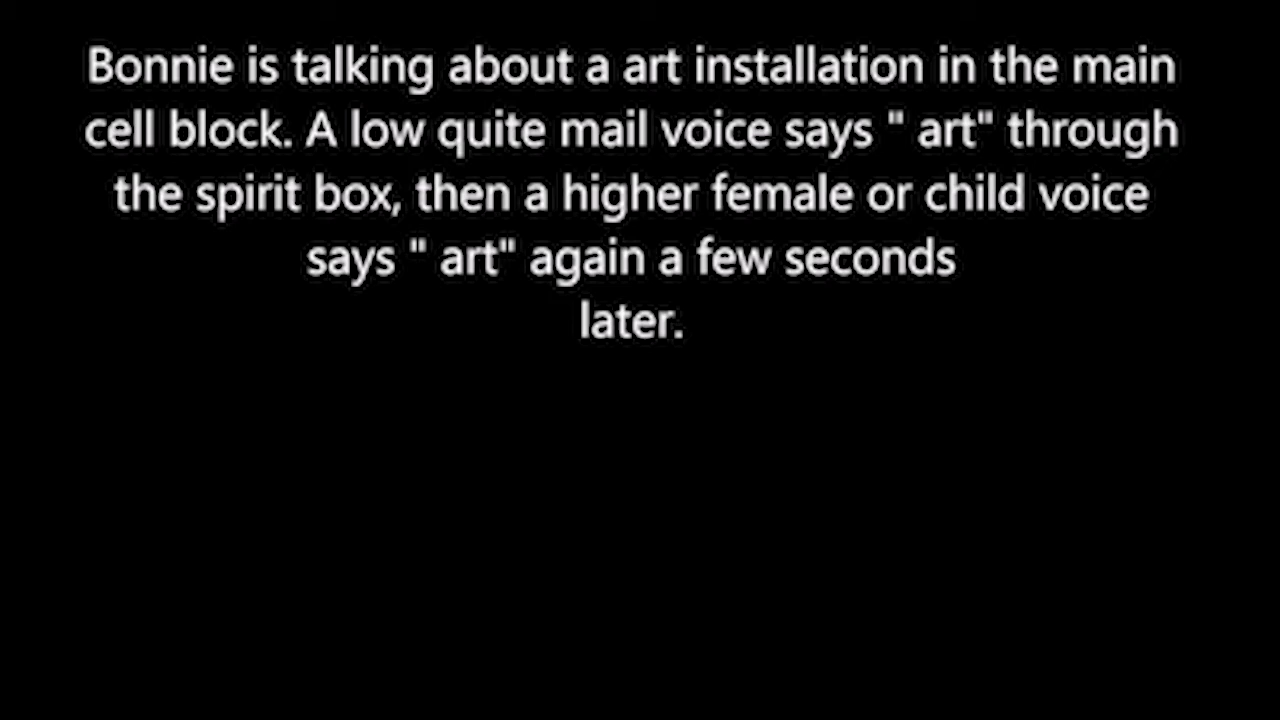 Bonnie is talking about a art installation in the main
cell block. A low quite mail voice says " art" through
the spirit box, then a higher female or child voice
says " art" again a few seconds
later.